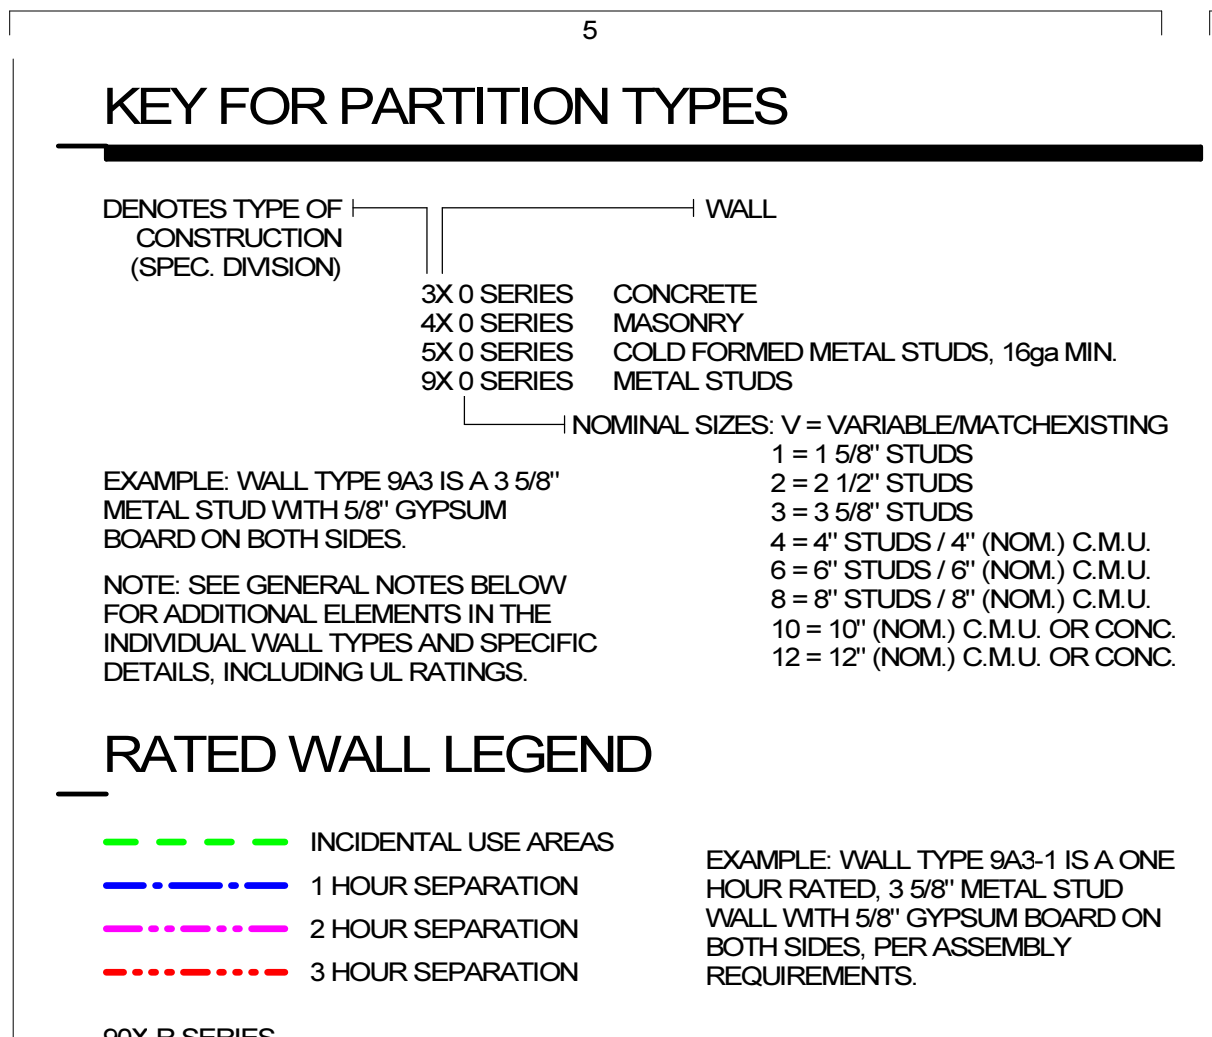 5
KEY FOR PARTITION TYPES
DENOTES TYPE OF
CONSTRUCTION
(SPEC. DIVISION)
WALL
3X 0 SERIES CONCRETE
4X 0 SERIES MASONRY
5X 0 SERIES COLD FORMED METAL STUDS, 16ga MIN.
9X 0 SERIES METAL STUDS
NOMINAL SIZES: V = VARIABLE/MATCHEXISTING
1 = 1 5/8" STUDS
2 = 2 1/2" STUDS
3 = 3 5/8" STUDS
4 = 4" STUDS / 4" (NOM.) C.M.U.
6 = 6" STUDS / 6" (NOM.) C.M.U.
8 = 8" STUDS / 8" (NOM.) C.M.U.
10 = 10" (NOM.) C.M.U. OR CONC.
12 = 12" (NOM.) C.M.U. OR CONC.
EXAMPLE: WALL TYPE 9A3 IS A 3 5/8"
METAL STUD WITH 5/8" GYPSUM
BOARD ON BOTH SIDES.
NOTE: SEE GENERAL NOTES BELOW
FOR ADDITIONAL ELEMENTS IN THE
INDIVIDUAL WALL TYPES AND SPECIFIC
DETAILS, INCLUDING UL RATINGS.
RATED WALL LEGEND
INCIDENTAL USE AREAS
1 HOUR SEPARATION
2 HOUR SEPARATION
3 HOUR SEPARATION
EXAMPLE: WALL TYPE 9A3-1 IS A ONE
HOUR RATED, 3 5/8" METAL STUD
WALL WITH 5/8" GYPSUM BOARD ON
BOTH SIDES, PER ASSEMBLY
REQUIREMENTS.
SERIES